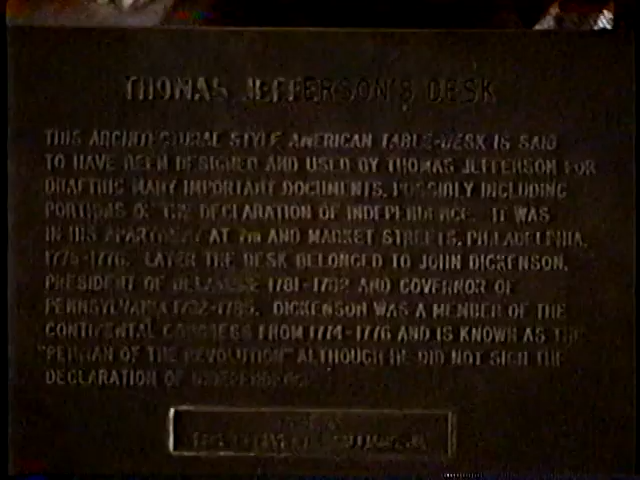 THOMAS JEFFERSON'S DESK
THIS ARCHITECTURAL STYLE AMERICAN TABLE-DESK IS SAID
TO HAVE BEEN DESIGNED AND USED BY THOMAS JEFFERSON FOR
DRAFTING MANY IMPORTANT DOCUMENTS, POSSIBLY INCLUDING
PORTIONS OF THE DECLARATION OF INDEPENDENCE. IT WAS
IN HIS APARTMENT AT 7TH AND MARKET STREETS, PHILADELPHIA,
1775-1776. LATER THE DESK BELONGED TO JOHN DICKENSON,
PRESIDENT OF DELAWARE 1781-1782 AND GOVERNOR OF
PENNSYLVANIA 1782-1785. DICKENSON WAS A MEMBER OF THE
CONTINENTAL CONGRESS FROM 1774-1776 AND IS KNOWN AS THE
"PENMAN OF THE REVOLUTION" ALTHOUGH HE DID NOT SIGN THE
DECLARATION OF INDEPENDENCE